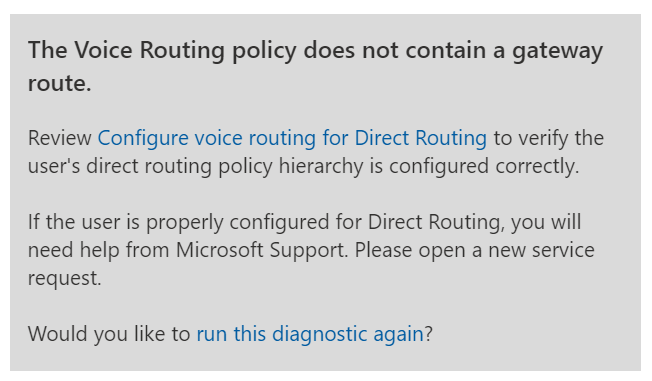 The Voice Routing policy does not contain a gateway
route.
Review Configure voice routing for Direct Routing to verify the
user's direct routing policy hierarchy is configured correctly.
If the user is properly configured for Direct Routing, you will
need help from Microsoft Support. Please open a new service
request.
Would you like to run this diagnostic again?